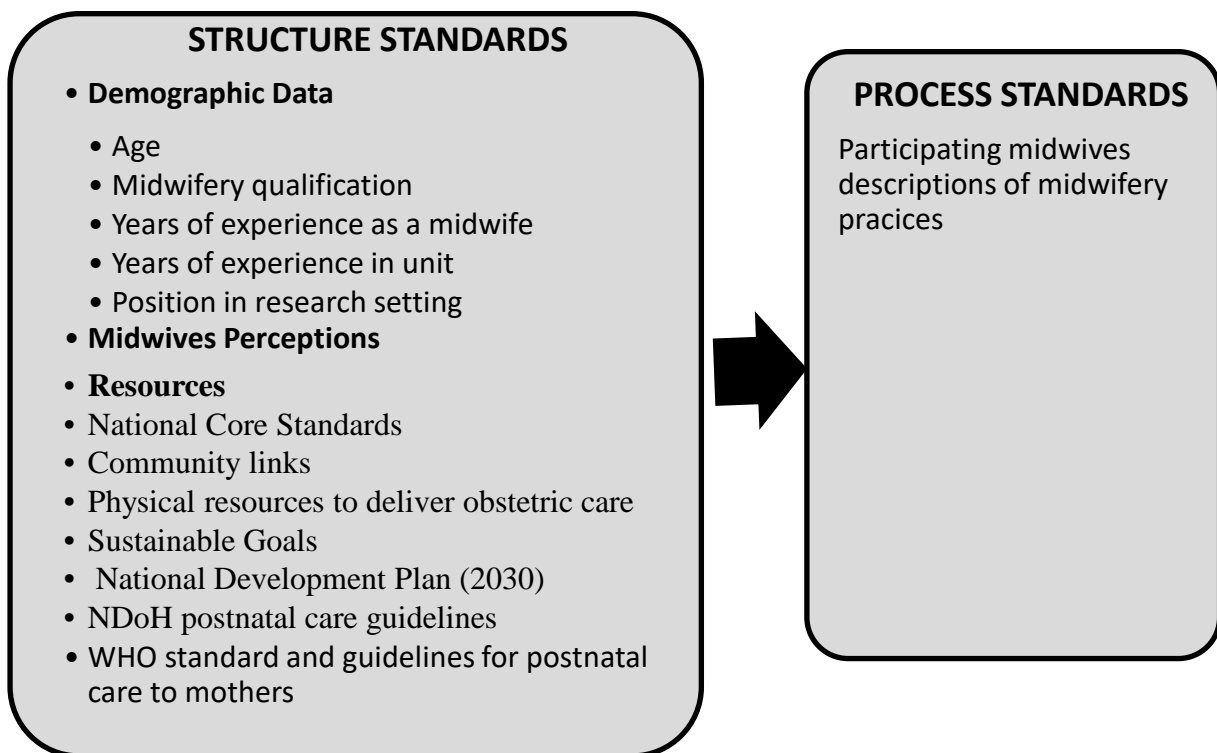 STRUCTURE STANDARDS
• Demographic Data
• Age
• Midwifery qualification
• Years of experience as a midwife
• Years of experience in unit
• Position in research setting
• Midwives Perceptions
• Resources
• National Core Standards
• Community links
• Physical resources to deliver obstetric care
• Sustainable Goals
• National Development Plan (2030)
• NDoH postnatal care guidelines
• WHO standard and guidelines for postnatal
care to mothers
PROCESS STANDARDS
Participating midwives
descriptions of midwifery
pracices